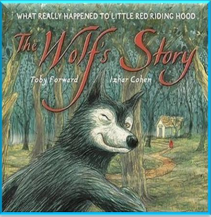 WHAT REALLY HAPPENED TO LITTLE RED RIDING HOOD
The Wolf's Story
Toby Forward Izhar Cohen